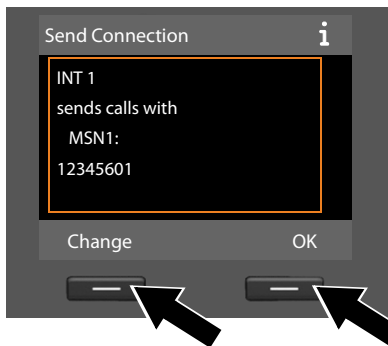 Send Connection i
INT 1
sends calls with
MSN1:
12345601
Change OK